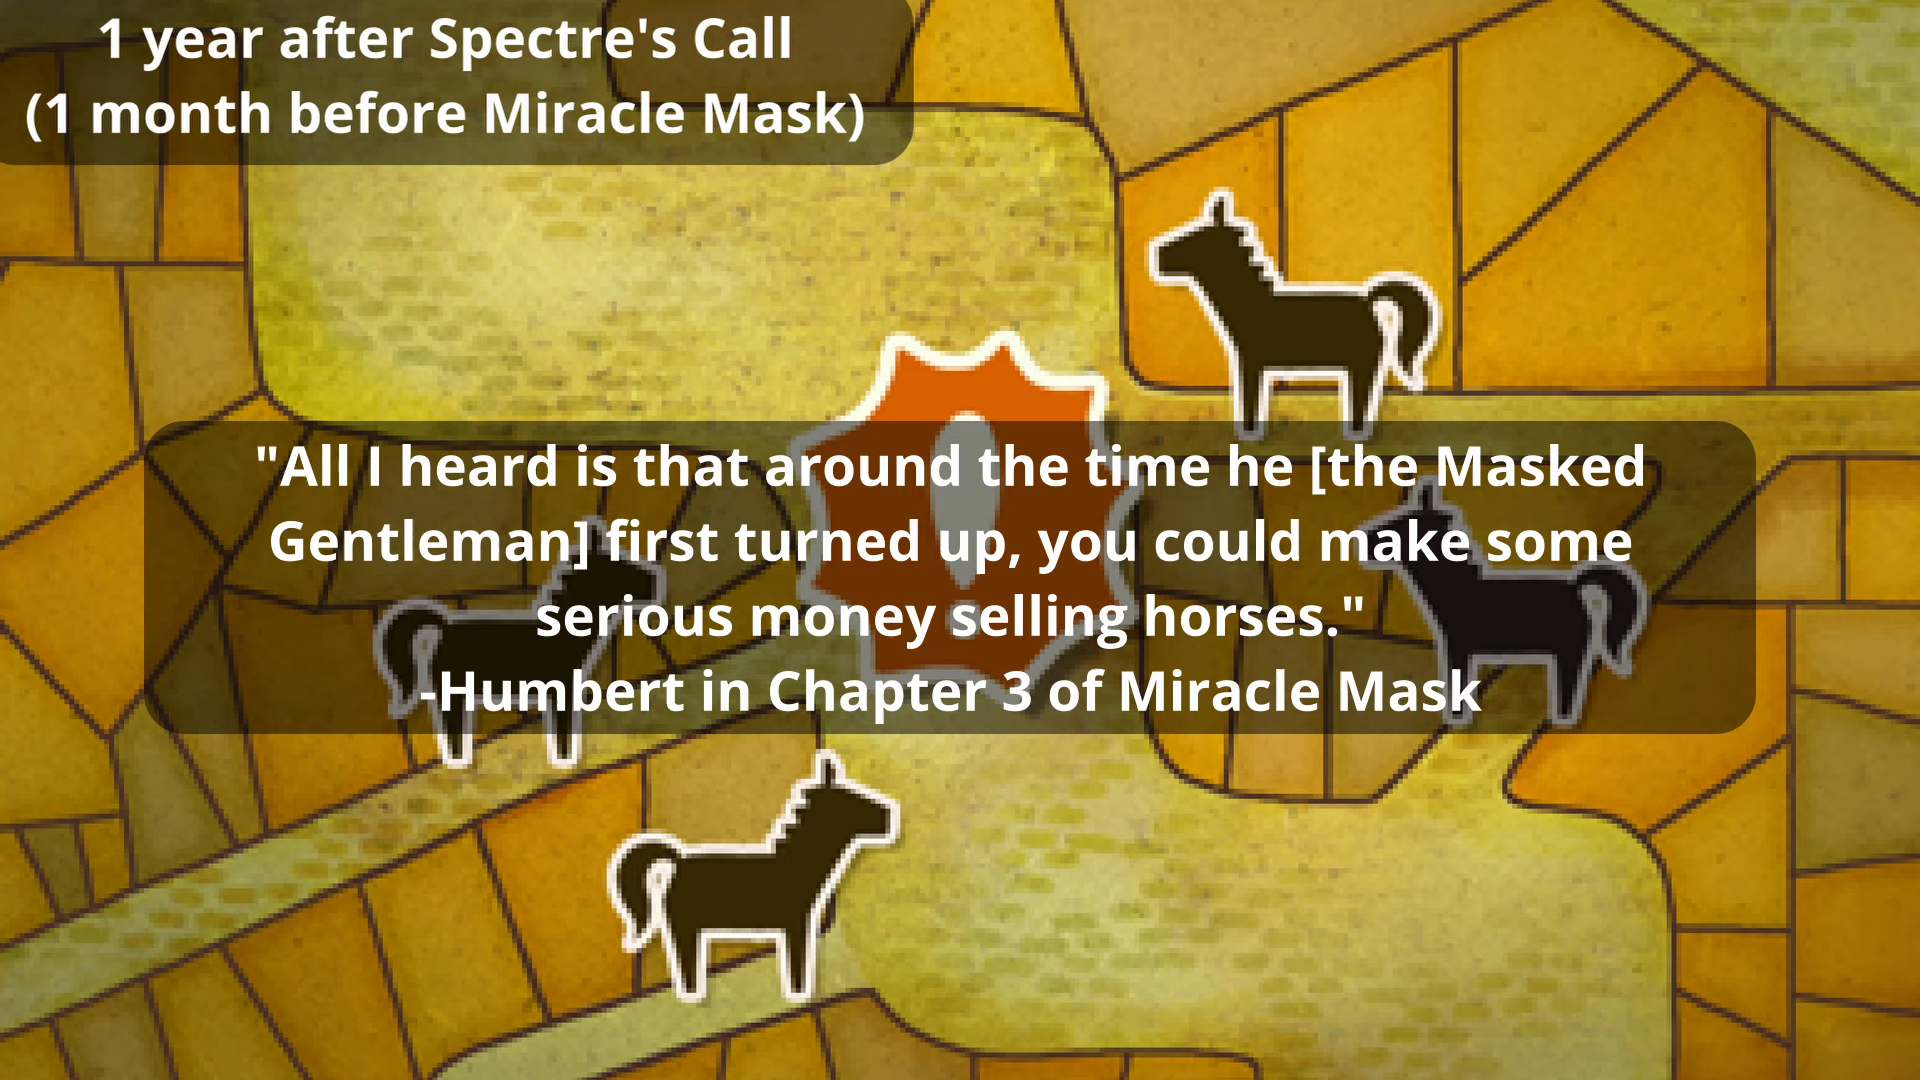 1 year after Spectre's Call
(1 month before Miracle Mask)
"All I heard is that around the time he [the Masked
Gentleman] first turned up, you could make some
serious money selling horses."
-Humbert in Chapter 3 of Miracle Mask